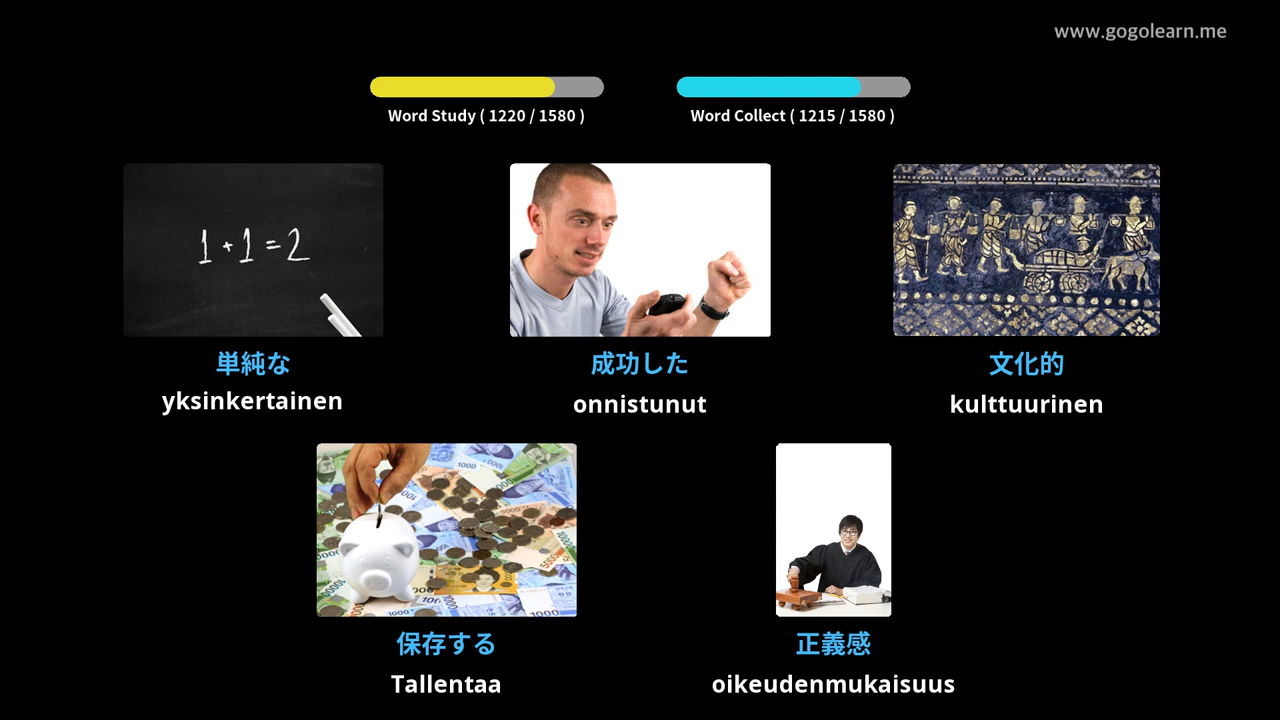 www.gogolearn.me
Word Study ( 1220 / 1580 )
Word Collect ( 1215 / 1580 )
1 + 1 = 2
単純な
yksinkertainen
成功した
onnistunut
文化的
kulttuurinen
保存する
Tallentaa
正義感
oikeudenmukaisuus